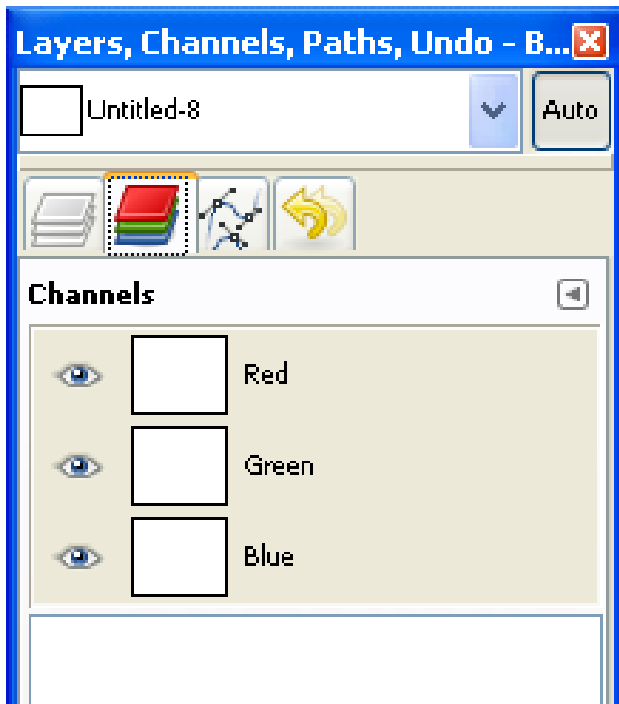 Layers, Channels, Paths, Undo - B...
Untitled-8
Auto
Channels
Red
Green
Blue